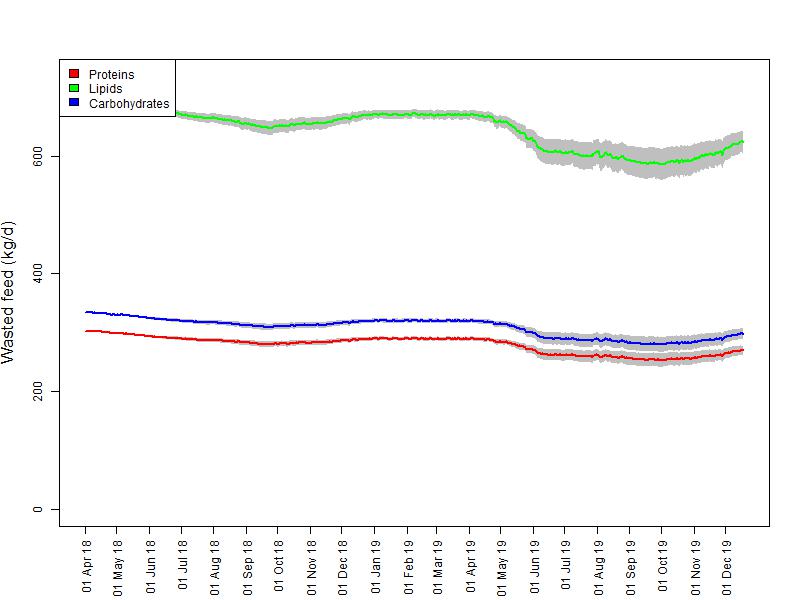 Proteins
Lipids
Carbohydrates
Wasted feed (kg/d)
600
400
200
0
01 Apr 18
01 May 18
01 Jun 18
01 Jul 18
01 Aug 18
01 Sep 18
01 Oct 18
01 Nov 18
01 Dec 18
01 Jan 19
01 Feb 19
01 Mar 19
01 Apr 19
01 May 19
01 Jun 19
01 Jul 19
01 Aug 19
01 Sep 19
01 Oct 19
01 Nov 19
01 Dec 19